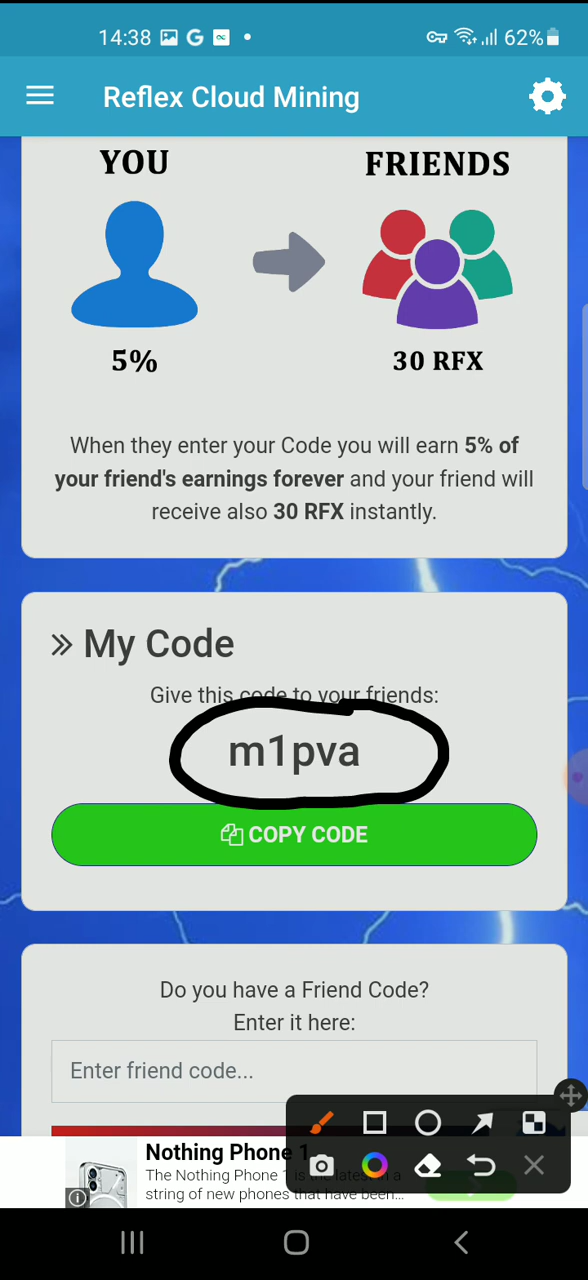 14:38
62%
Reflex Cloud Mining
YOU
FRIENDS
5%
30 RFX
When they enter your Code you will earn 5% of
your friend's earnings forever and your friend will
receive also 30 RFX instantly.
My Code
Give this code to your friends:
m1pva
COPY CODE
Do you have a Friend Code?
Enter it here:
Enter friend code...
Nothing Phone 1
The Nothing Phone 1 is the latest in a
string of new phones that have been...